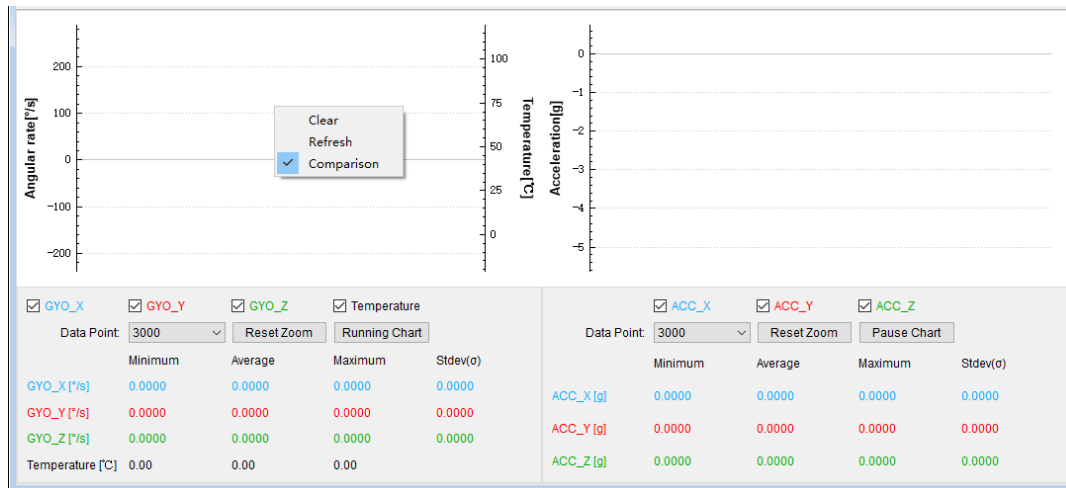 Angular rate[°/s]
200
100
0
−100
−200
Clear
Refresh
Comparison
100
75
50
25
0
Temperature[℃]
Acceleration[g]
0
−1
−2
−3
−4
−5
GYO_X GYO_Y GYO_Z Temperature
Data Point: 3000 Reset Zoom Running Chart
Minimum Average Maximum Stdev(σ)
GYO_X [°/s] 0.0000 0.0000 0.0000 0.0000
GYO_Y [°/s] 0.0000 0.0000 0.0000 0.0000
GYO_Z [°/s] 0.0000 0.0000 0.0000 0.0000
Temperature [℃] 0.00 0.00 0.00
ACC_X ACC_Y ACC_Z
Data Point: 3000 Reset Zoom Pause Chart
Minimum Average Maximum Stdev(σ)
ACC_X [g] 0.0000 0.0000 0.0000 0.0000
ACC_Y [g] 0.0000 0.0000 0.0000 0.0000
ACC_Z [g] 0.0000 0.0000 0.0000 0.0000